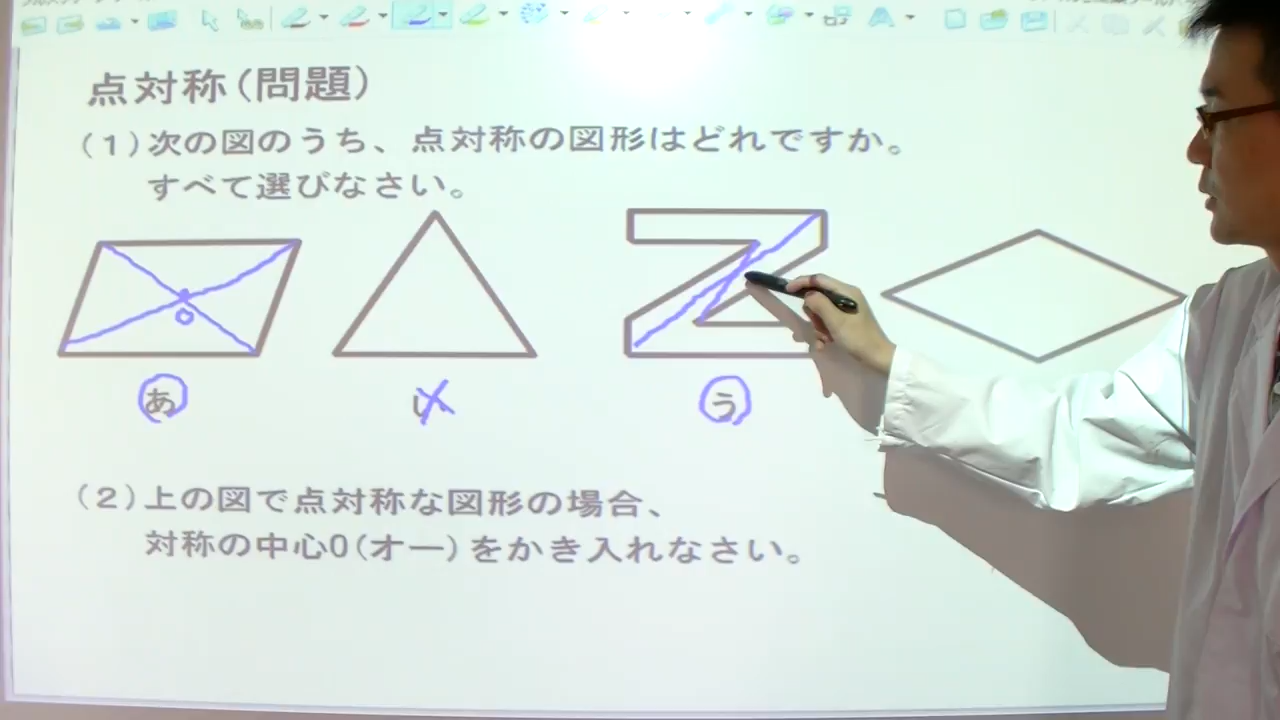 点対称(問題)
(1)次の図のうち、点対称の図形はどれですか。
すべて選びなさい。
O
あ
い
う
(2)上の図で点対称な図形の場合、
対称の中心O(オー)をかき入れなさい。